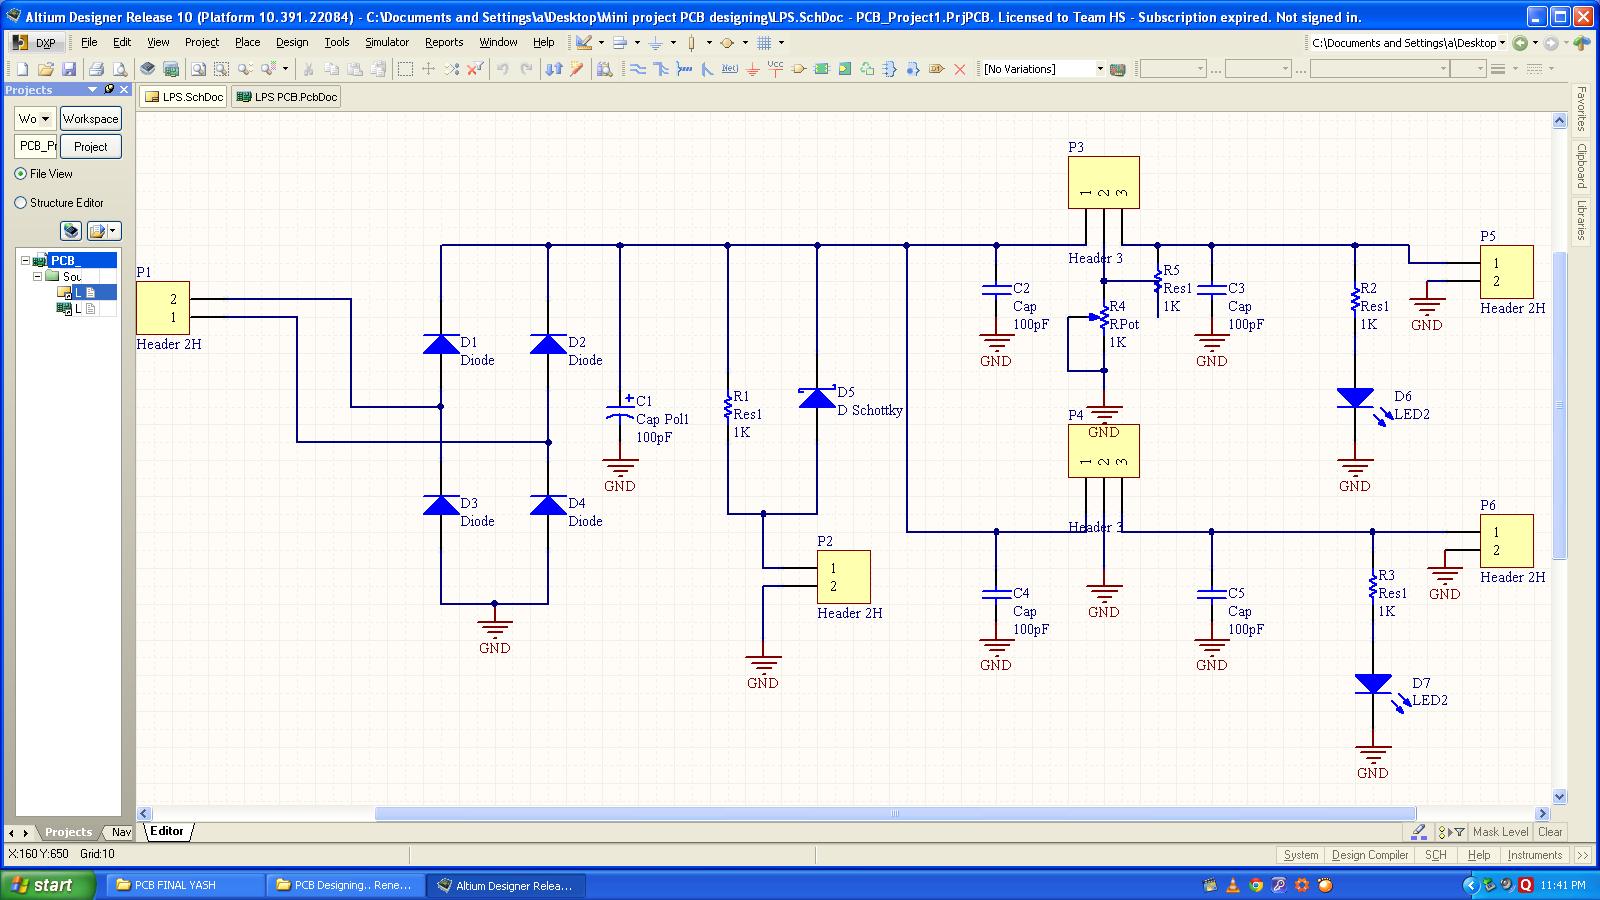 Altium Designer Release 10 (Platform 10.391.22084) - C:\Documents and Settings\a\Desktop\Mini project PCB designing\LPS.SchDoc - PCB_Project1.PrjPCB. Licensed to Team HS - Subscription expired. Not signed in.
DXP File Edit View Project Place Design Tools Simulator Reports Window Help C:\Documents and Settings\a\Desktop
Net1 Vcc [No Variations] ... ...
Projects
LPS.SchDoc LPS PCB.PcbDoc
Wo Workspace
PCB_Pr Project
File View
Structure Editor
PCB_
Sou
L
L
Favorites
Clipboard
Libraries
P1
2
1
Header 2H
D1
Diode
D2
Diode
D3
Diode
D4
Diode
GND
C1
Cap Pol1
100pF
GND
R1
Res1
1K
D5
D Schottky
P2
1
2
Header 2H
GND
P3
1 2 3
Header 3
C2
Cap
100pF
GND
R4
RPot
1K
GND
R5
Res1
1K
C3
Cap
100pF
GND
R2
Res1
1K
D6
LED2
GND
P5
1
2
Header 2H
GND
P4
1 2 3
Header 3
GND
C4
Cap
100pF
GND
C5
Cap
100pF
GND
R3
Res1
1K
D7
LED2
GND
P6
1
2
Header 2H
GND
Projects Nav Editor Mask Level Clear
X:160 Y:650 Grid:10 System Design Compiler SCH Help Instruments >>
start PCB FINAL YASH PCB Designing.. Rene... Altium Designer Relea... 11:41 PM